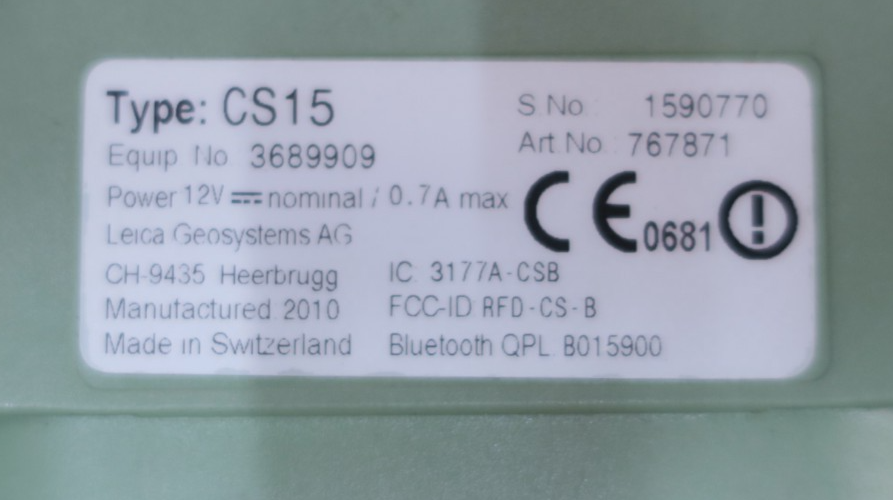 Type: CS15
S.No. 1590770
Equip. No 3689909
Art.No. 767871
Power 12V nominal / 0.7A max
CE 0681
Leica Geosystems AG
CH-9435 Heerbrugg
IC: 3177A-CSB
Manufactured 2010
FCC-ID RFD-CS-B
Made in Switzerland
Bluetooth QPL B015900